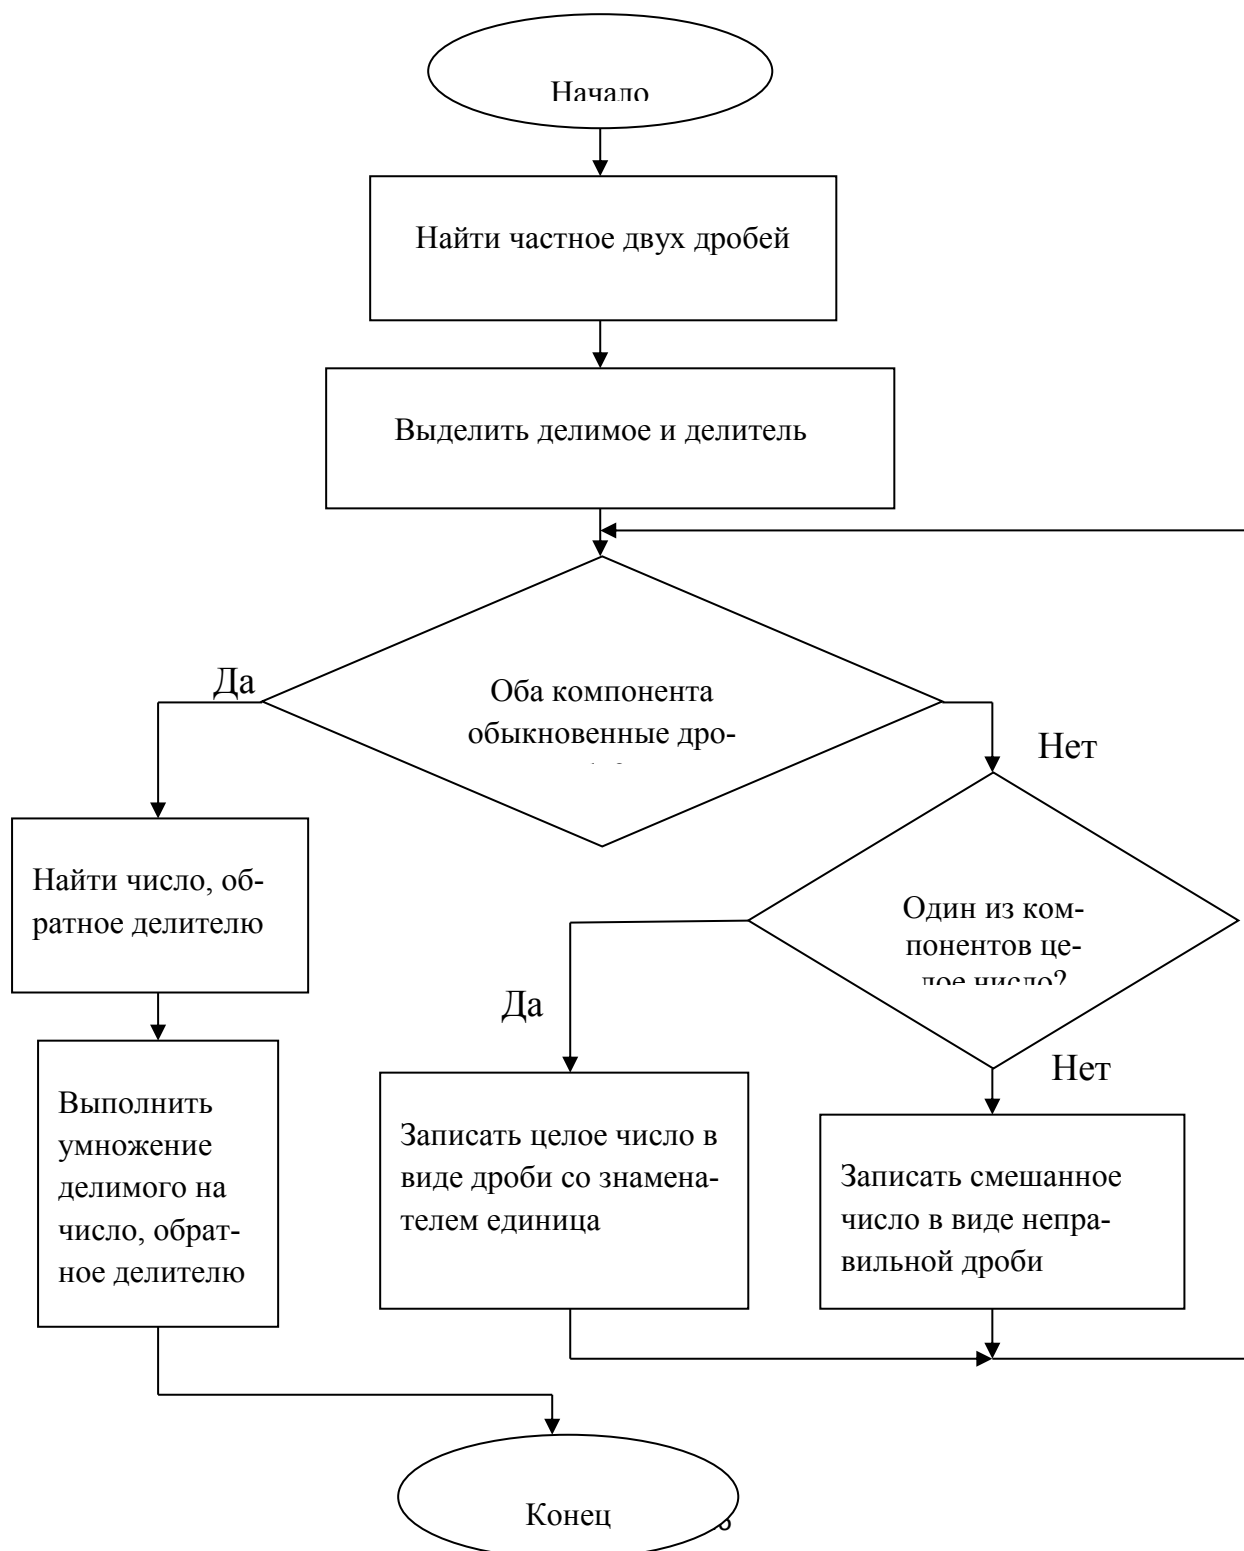 Начало
Найти частное двух дробей
Выделить делимое и делитель
Да
Оба компонента
обыкновенные дро-
Нет
Найти число, об-
ратное делителю
Один из ком-
понентов це-
лое число?
Да
Нет
Выполнить
умножение
делимого на
число, обрат-
ное делителю
Записать целое число в
виде дроби со знамена-
телем единица
Записать смешанное
число в виде непра-
вильной дроби
Конец